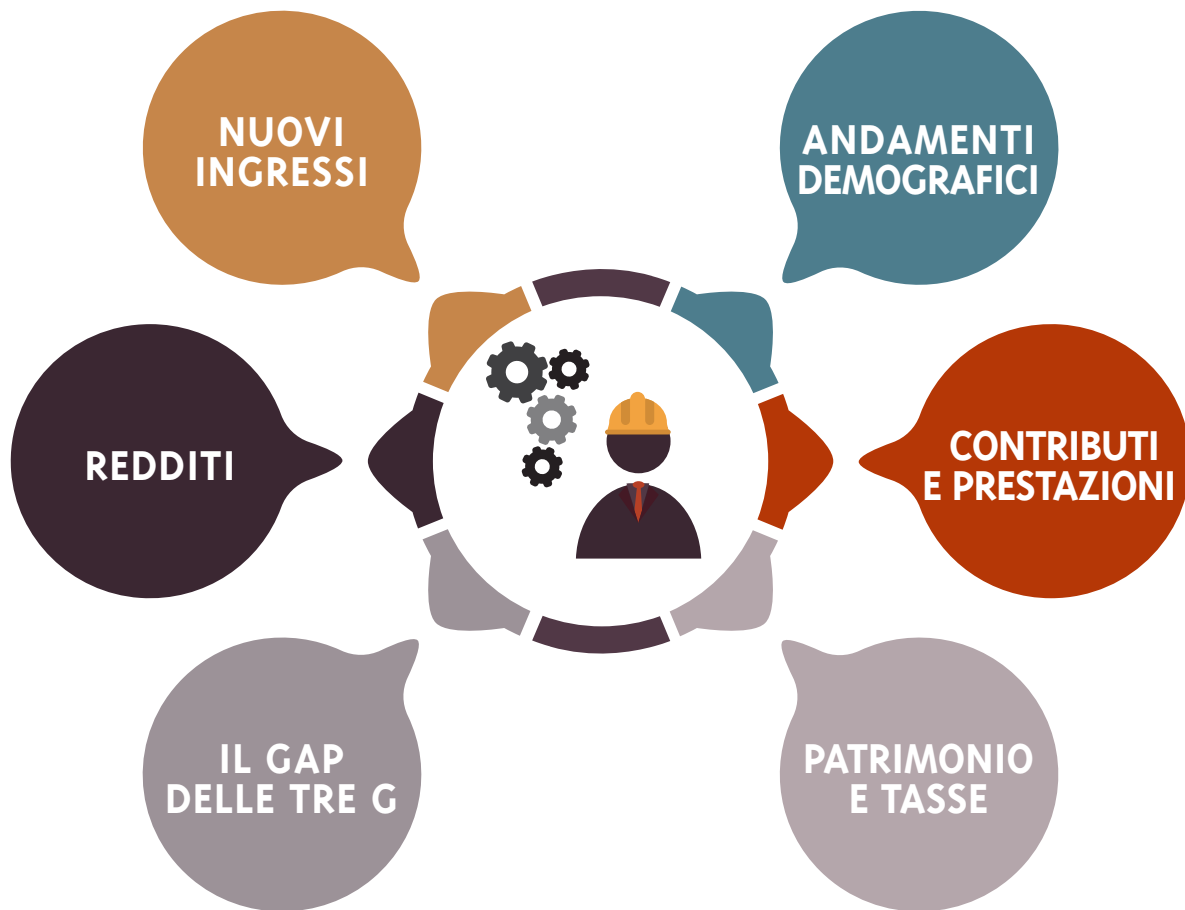 NUOVI
INGRESSI
ANDAMENTI
DEMOGRAFICI
REDDITI
CONTRIBUTI
E PRESTAZIONI
IL GAP
DELLE TRE G
PATRIMONIO
E TASSE